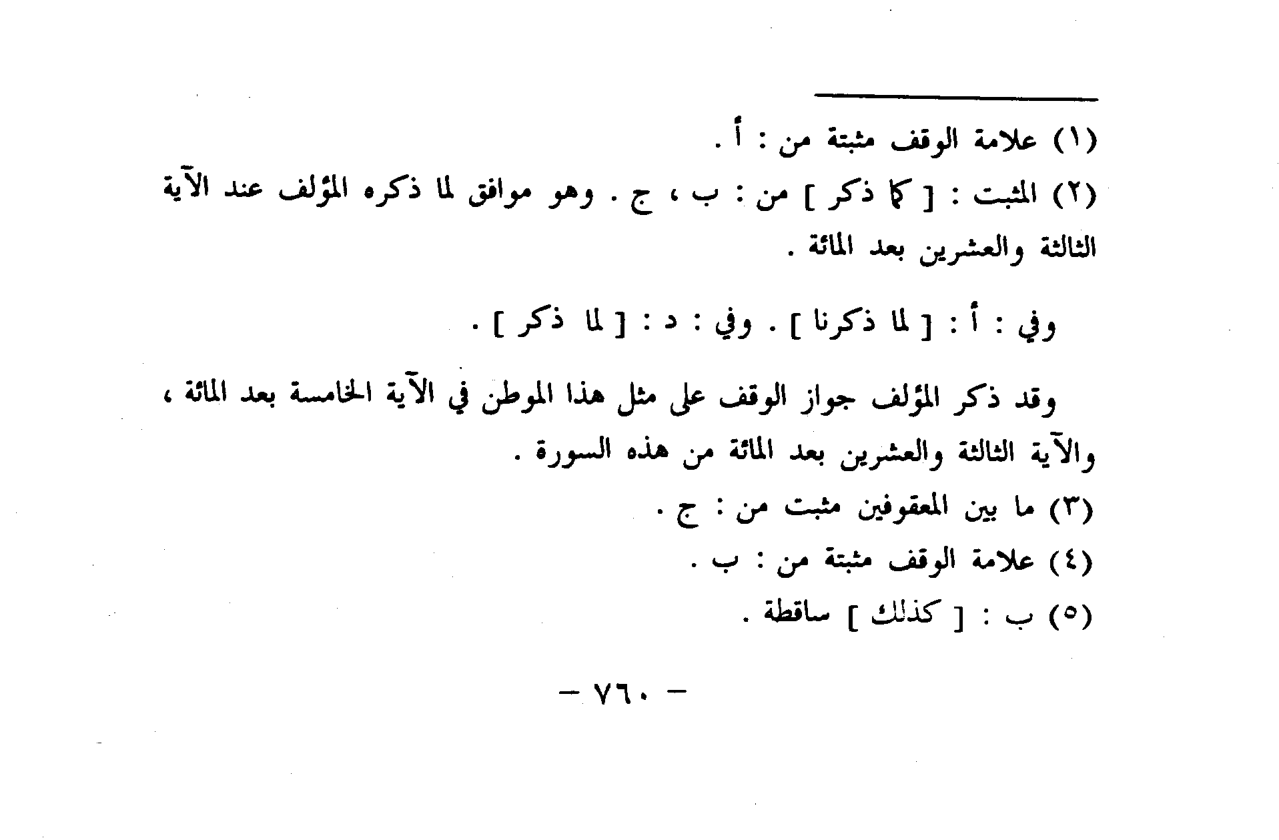 (١) علامة الوقف مثبتة من : أ .
(٢) المثبت : [ كما ذكر ] من : ب ، ج . وهو موافق لما ذكره المؤلف عند الآية
الثالثة والعشرين بعد المائة .
وفي : أ : [ لما ذكرنا ] . وفي : د : [ لما ذكر ] .
وقد ذكر المؤلف جواز الوقف على مثل هذا الموطن في الآية الخامسة بعد المائة ،
والآية الثالثة والعشرين بعد المائة من هذه السورة .
(٣) ما بين المعقوفين مثبت من : ج .
(٤) علامة الوقف مثبتة من : ب .
(٥) ب : [ كذلك ] ساقطة .
– ٧٦٠ –